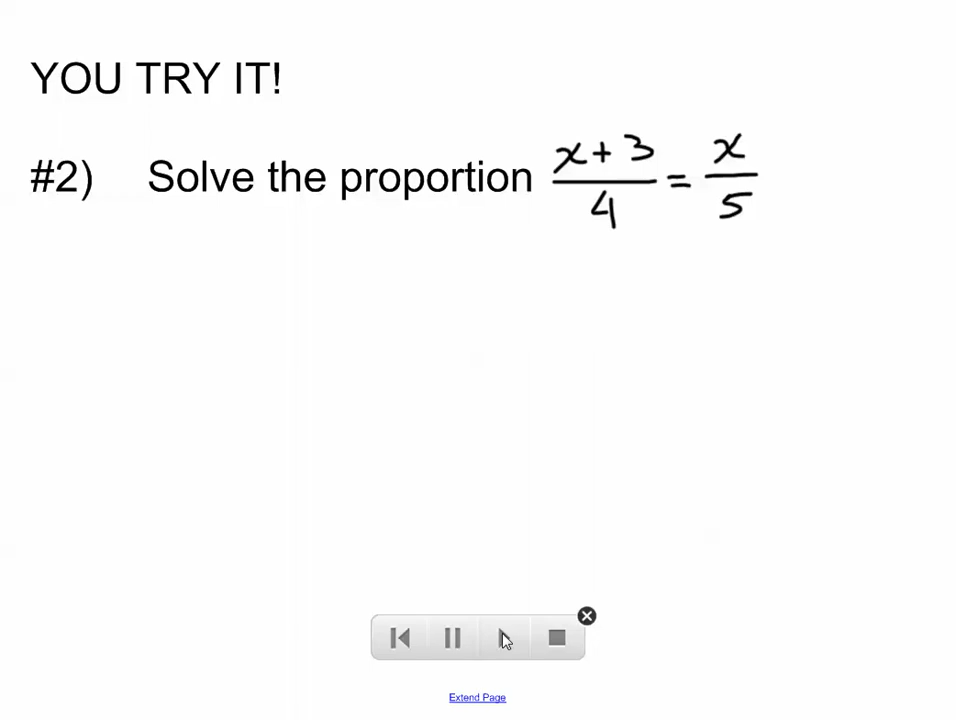 YOU TRY IT!
#2) Solve the proportion (x+3)/4 = x/5
Extend Page